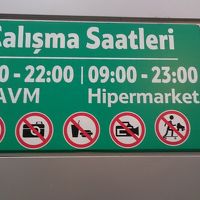 Çalışma Saatleri
0 - 22:00 | 09:00 - 23:00
AVM Hipermarket